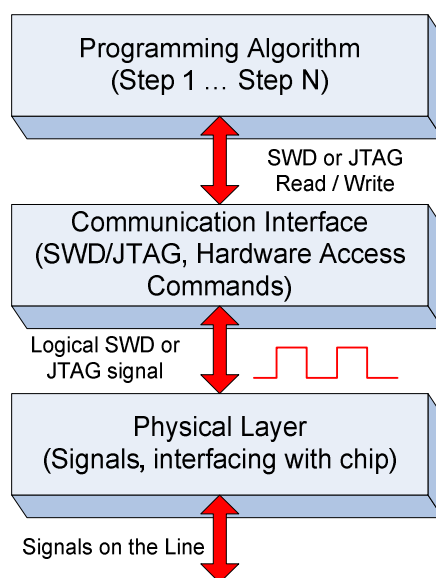 Programming Algorithm
(Step 1 ... Step N)
SWD or JTAG
Read / Write
Communication Interface
(SWD/JTAG, Hardware Access
Commands)
Logical SWD or
JTAG signal
Physical Layer
(Signals, interfacing with chip)
Signals on the Line